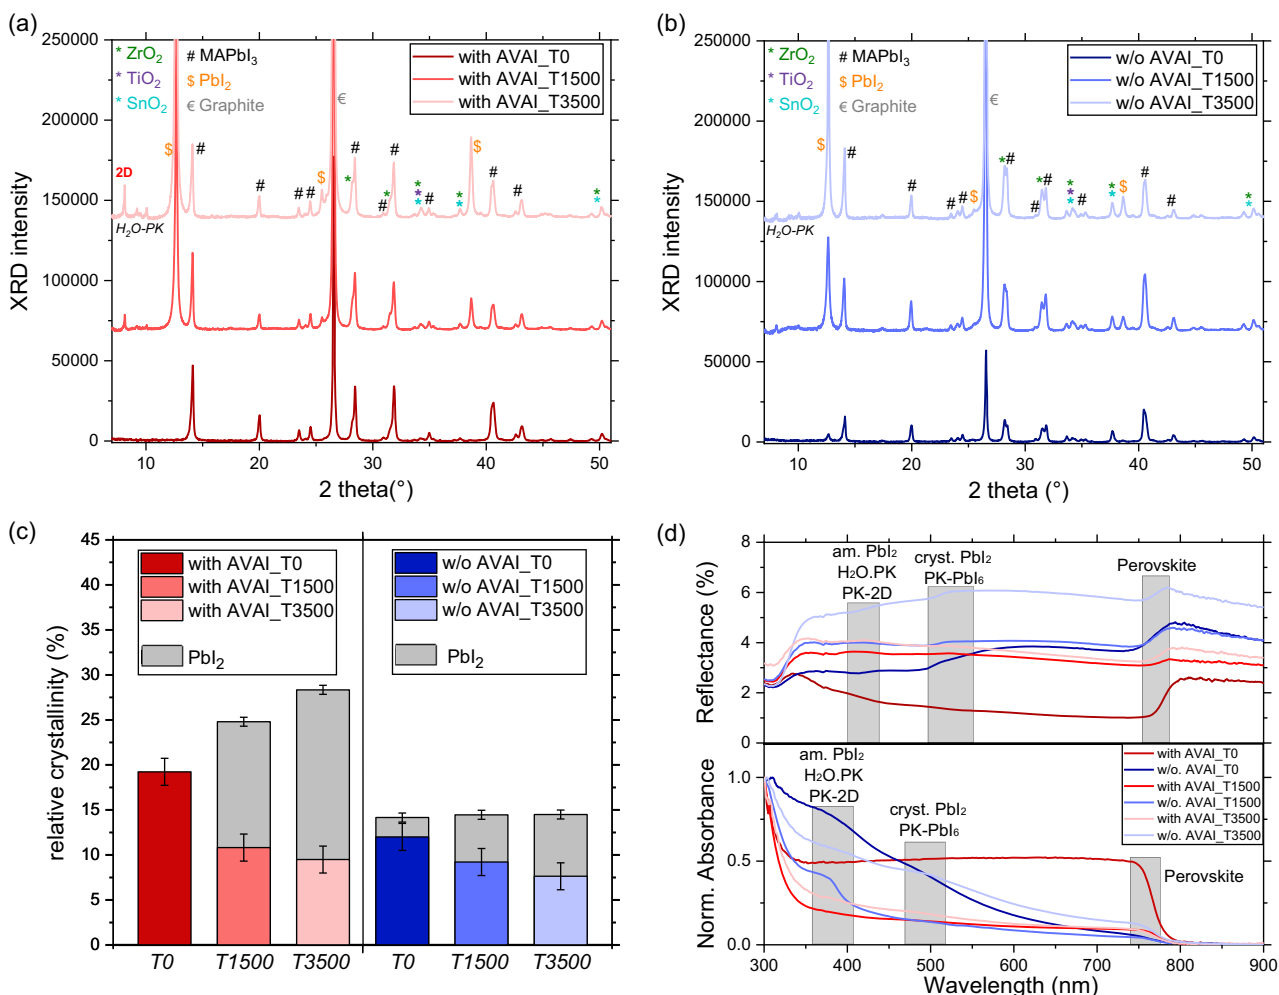 (a)
250000
200000
150000
100000
50000
0
XRD intensity
* ZrO₂
* TiO₂
* SnO₂
# MAPbI₃
$ PbI₂
€ Graphite
with AVAI_T0
with AVAI_T1500
with AVAI_T3500
€
2D
$
#
#
#
#
$
*
#
#
*
#
*
*
*
#
*
*
$
#
#
*
*
H₂O-PK
10
20
30
40
50
2 theta(°)
(b)
250000
200000
150000
100000
50000
0
XRD intensity
* ZrO₂
* TiO₂
* SnO₂
# MAPbI₃
$ PbI₂
€ Graphite
w/o AVAI_T0
w/o AVAI_T1500
w/o AVAI_T3500
€
$
#
#
#
#
$
*
#
#
*
#
*
*
*
#
*
*
$
#
#
*
*
H₂O-PK
10
20
30
40
50
2 theta (°)
(c)
45
40
35
30
25
20
15
10
5
0
relative crystallinity (%)
with AVAI_T0
with AVAI_T1500
with AVAI_T3500
PbI₂
w/o AVAI_T0
w/o AVAI_T1500
w/o AVAI_T3500
PbI₂
T0
T1500
T3500
T0
T1500
T3500
(d)
8
6
4
2
0
Reflectance (%)
am. PbI₂
H₂O.PK
PK-2D
cryst. PbI₂
PK-PbI₆
Perovskite
1.0
0.5
0.0
Norm. Absorbance
am. PbI₂
H₂O.PK
PK-2D
cryst. PbI₂
PK-PbI₆
Perovskite
with AVAI_T0
w/o. AVAI_T0
with AVAI_T1500
w/o. AVAI_T1500
with AVAI_T3500
w/o. AVAI_T3500
300
400
500
600
700
800
900
Wavelength (nm)